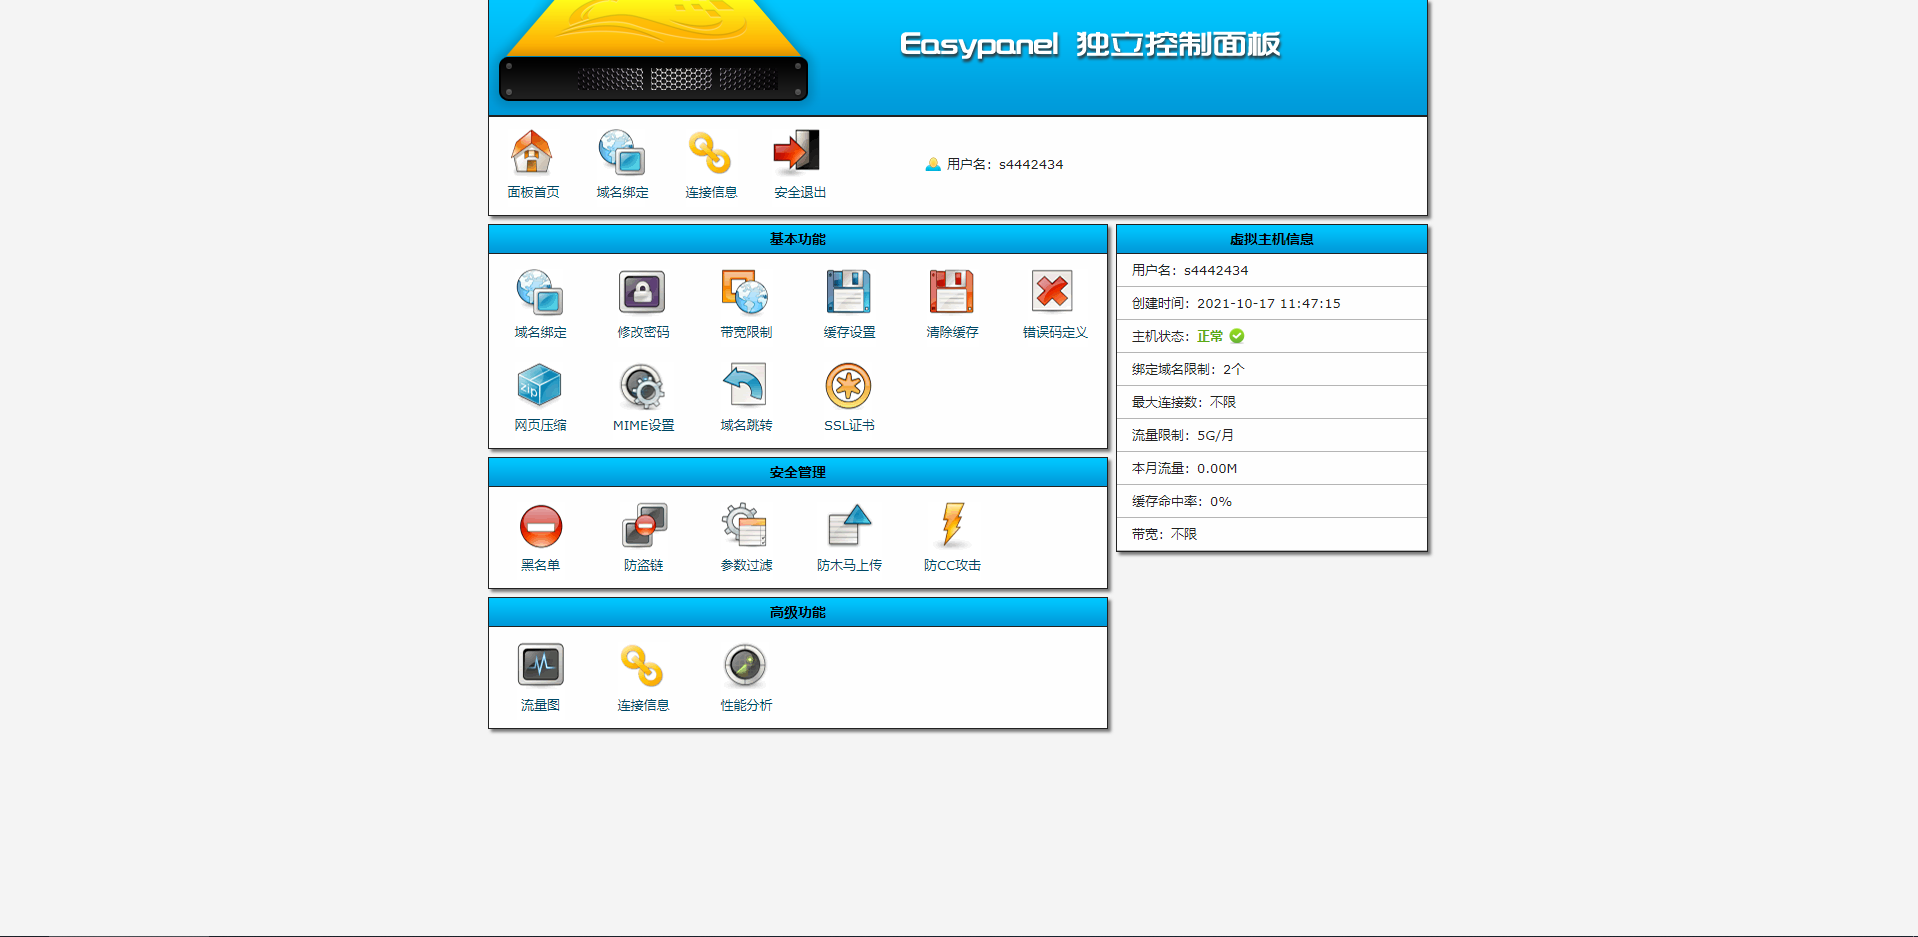 Easypanel 独立控制面板
面板首页 域名绑定 连接信息 安全退出
用户名：s4442434
基本功能
域名绑定 修改密码 带宽限制 缓存设置 清除缓存 错误码定义
zip
网页压缩 MIME设置 域名跳转 SSL证书
安全管理
黑名单 防盗链 参数过滤 防木马上传 防CC攻击
高级功能
流量图 连接信息 性能分析
虚拟主机信息
用户名：s4442434
创建时间：2021-10-17 11:47:15
主机状态：正常
绑定域名限制：2个
最大连接数：不限
流量限制：5G/月
本月流量：0.00M
缓存命中率：0%
带宽：不限